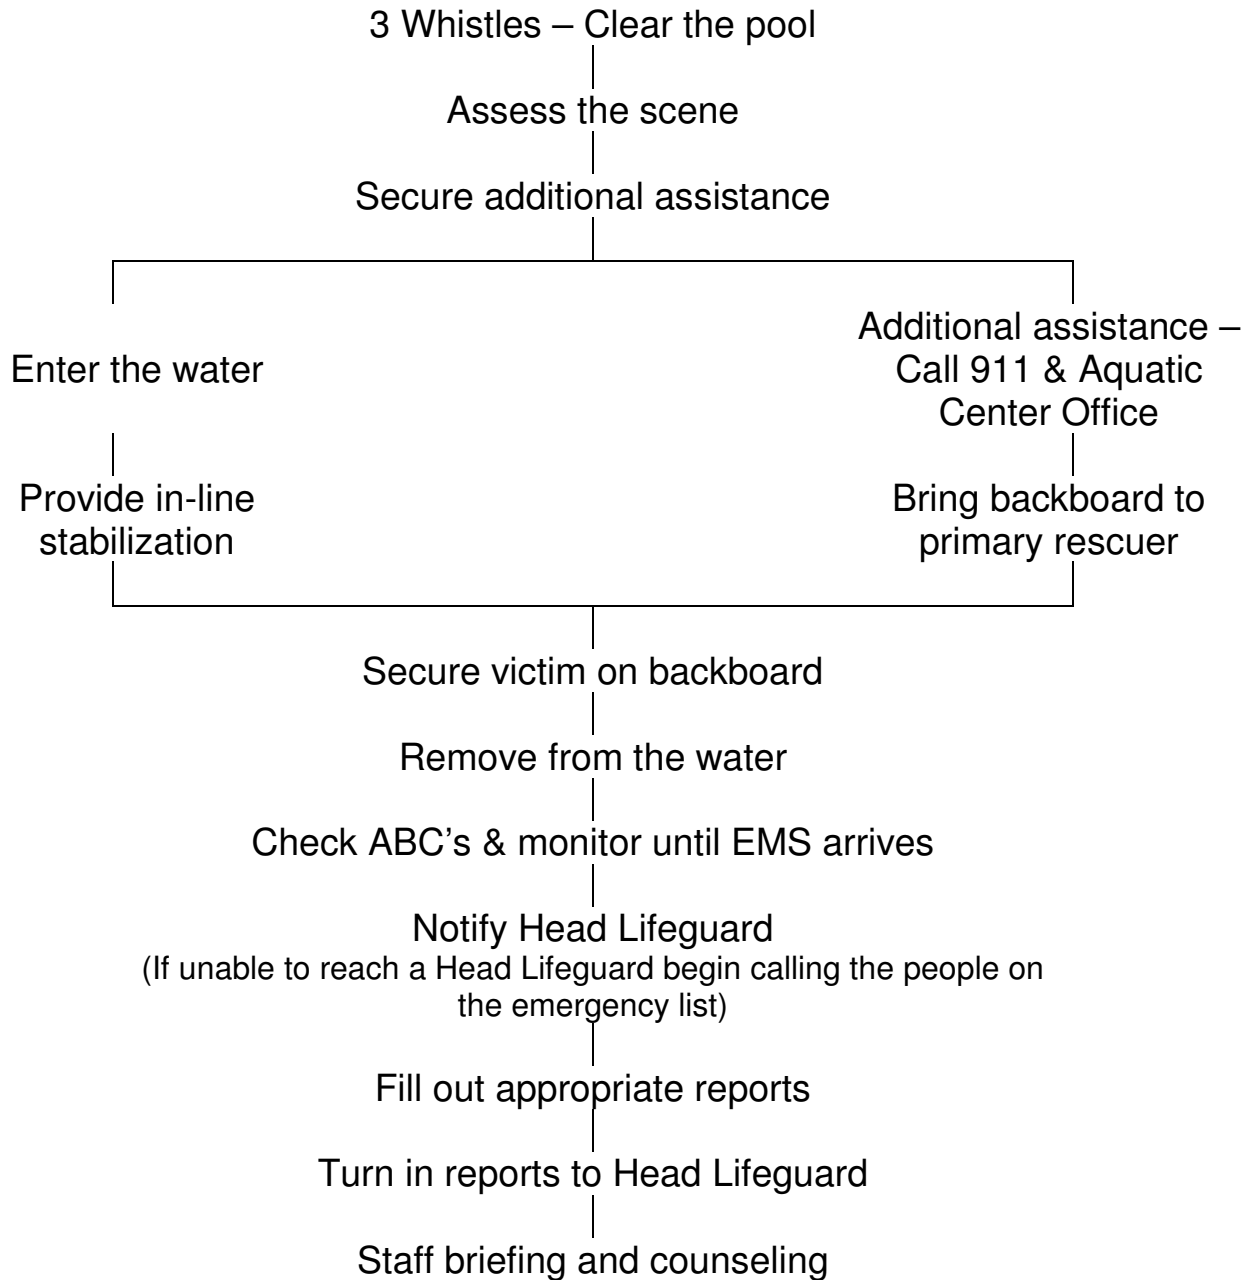 3 Whistles – Clear the pool
Assess the scene
Secure additional assistance
Enter the water
Additional assistance –
Call 911 & Aquatic
Center Office
Provide in-line
stabilization
Bring backboard to
primary rescuer
Secure victim on backboard
Remove from the water
Check ABC's & monitor until EMS arrives
Notify Head Lifeguard
(If unable to reach a Head Lifeguard begin calling the people on
the emergency list)
Fill out appropriate reports
Turn in reports to Head Lifeguard
Staff briefing and counseling